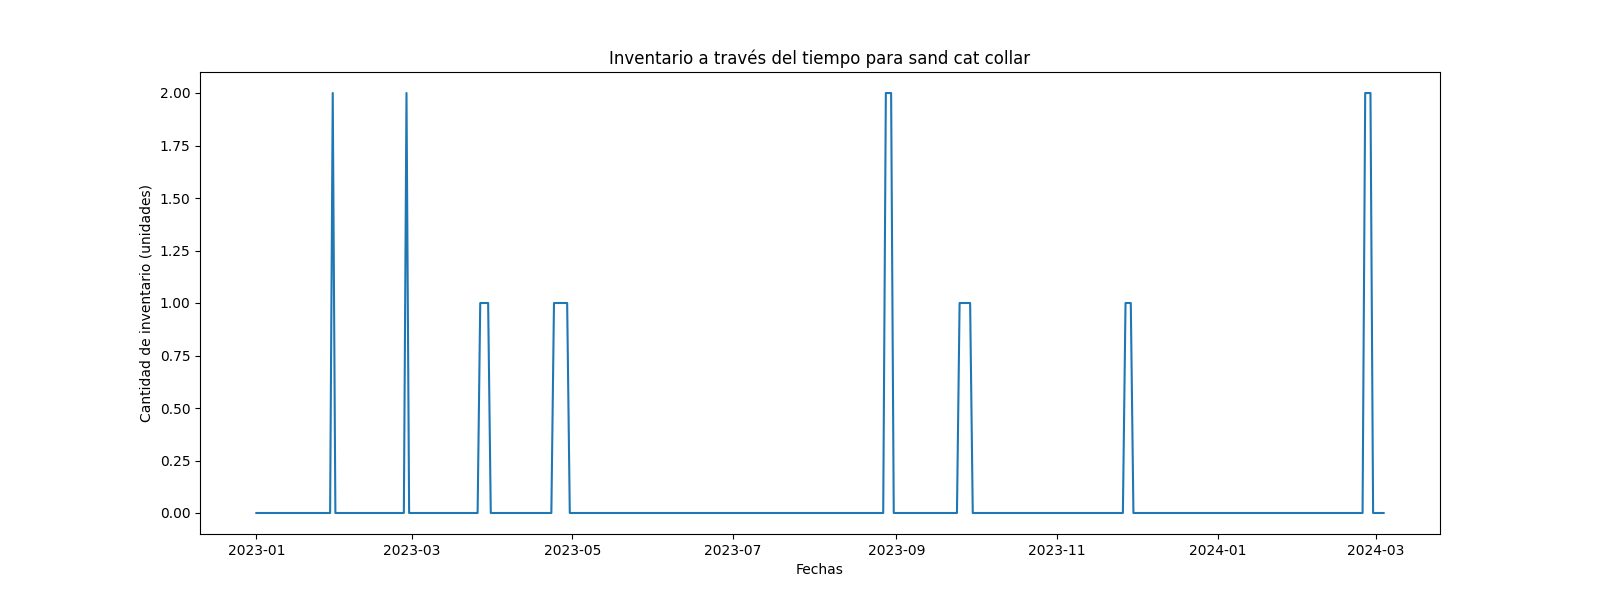 Inventario a través del tiempo para sand cat collar
Cantidad de inventario (unidades)
2.00
1.75
1.50
1.25
1.00
0.75
0.50
0.25
0.00
2023-01 2023-03 2023-05 2023-07 2023-09 2023-11 2024-01 2024-03
Fechas